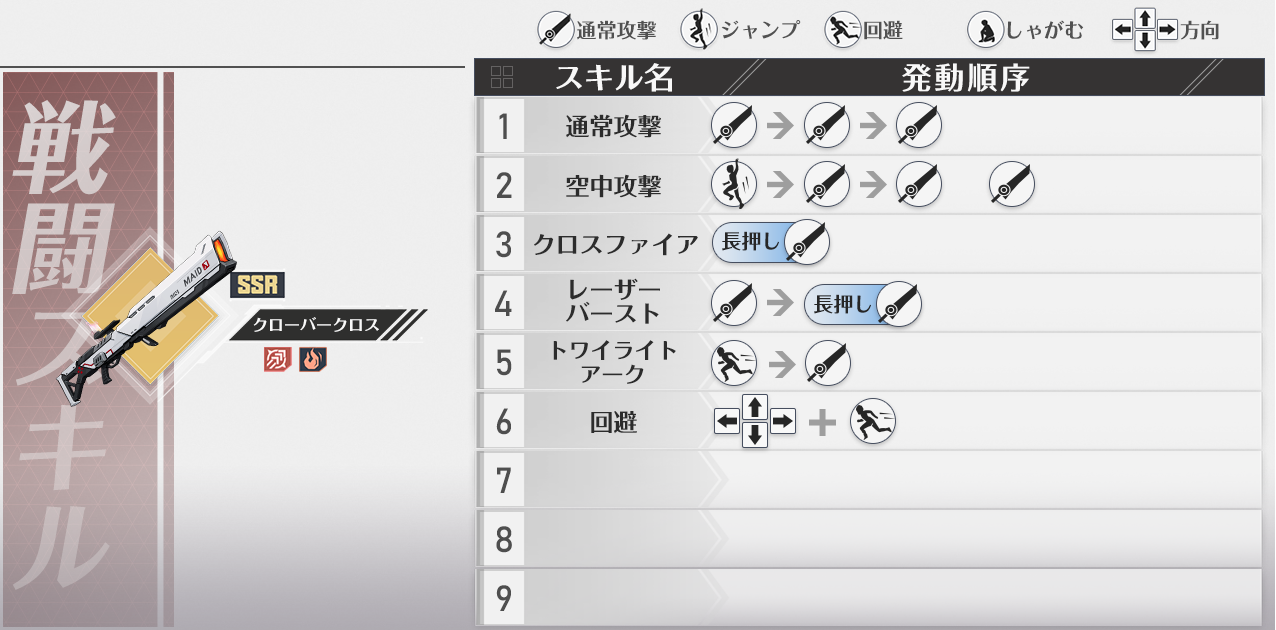 通常攻撃 ジャンプ 回避 しゃがむ 方向
戦闘スキル
MAID
SSR
クローバークロス
スキル名 発動順序
1 通常攻撃
2 空中攻撃
3 クロスファイア 長押し
4 レーザー
バースト 長押し
5 トワイライト
アーク
6 回避
7
8
9